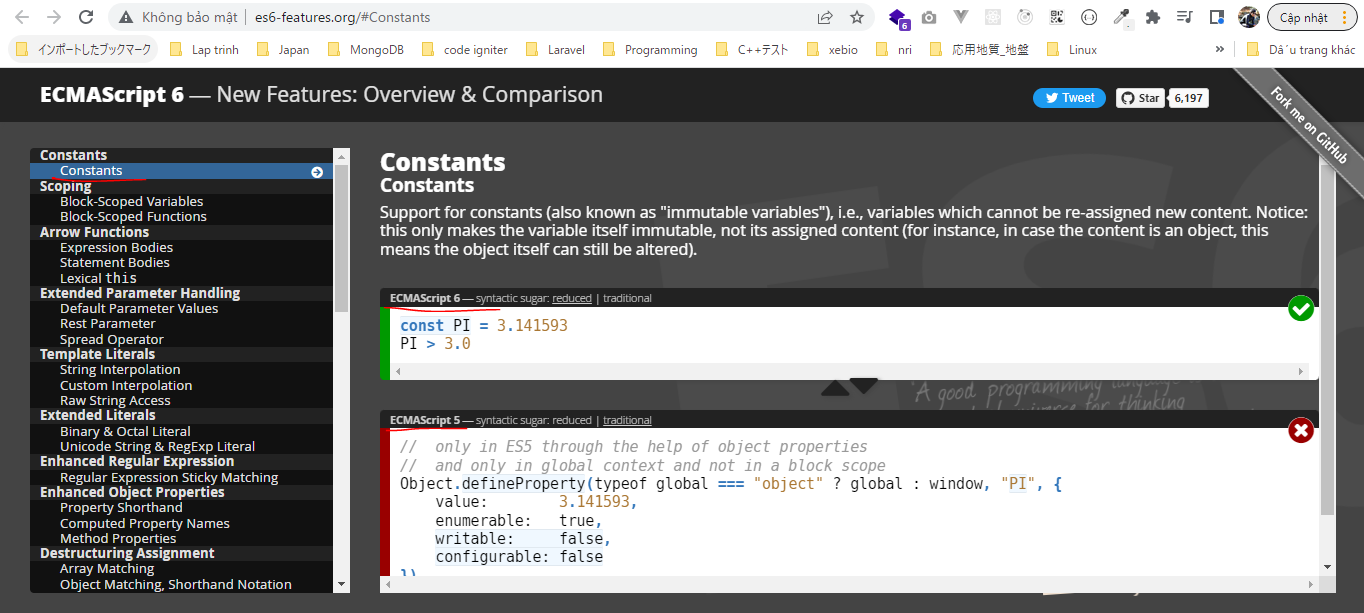 Không bảo mật | es6-features.org/#Constants
6
Cập nhật
インポートしたブックマーク Lap trinh Japan MongoDB code igniter Laravel Programming C++テスト xebio nri 応用地質_地盤 Linux » Dấu trang khác
ECMAScript 6 — New Features: Overview & Comparison
Tweet
Star
6,197
Fork me on GitHub
Constants
Constants
Scoping
Block-Scoped Variables
Block-Scoped Functions
Arrow Functions
Expression Bodies
Statement Bodies
Lexical this
Extended Parameter Handling
Default Parameter Values
Rest Parameter
Spread Operator
Template Literals
String Interpolation
Custom Interpolation
Raw String Access
Extended Literals
Binary & Octal Literal
Unicode String & RegExp Literal
Enhanced Regular Expression
Regular Expression Sticky Matching
Enhanced Object Properties
Property Shorthand
Computed Property Names
Method Properties
Destructuring Assignment
Array Matching
Object Matching, Shorthand Notation
Constants
Constants
Support for constants (also known as "immutable variables"), i.e., variables which cannot be re-assigned new content. Notice:
this only makes the variable itself immutable, not its assigned content (for instance, in case the content is an object, this
means the object itself can still be altered).
ECMAScript 6 — syntactic sugar: reduced | traditional
const PI = 3.141593
PI > 3.0
"A good programming language
for thinking
ECMAScript 5 — syntactic sugar: reduced | traditional
//  only in ES5 through the help of object properties
//  and only in global context and not in a block scope
Object.defineProperty(typeof global === "object" ? global : window, "PI", {
    value:        3.141593,
    enumerable:   true,
    writable:     false,
    configurable: false
})